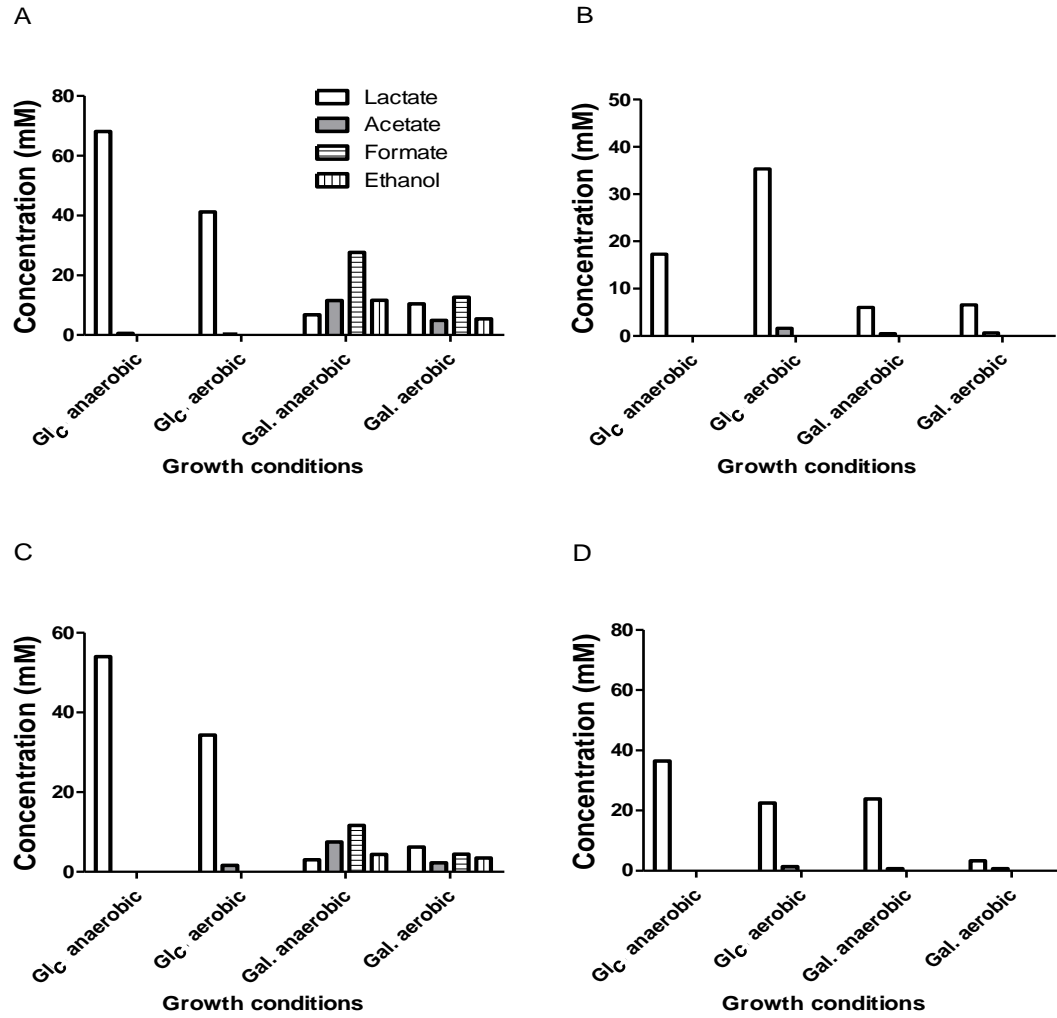 A
Concentration (mM)
80
60
40
20
0
Lactate
Acetate
Formate
Ethanol
Glc anaerobic
Glc. aerobic
Gal. anaerobic
Gal. aerobic
Growth conditions
B
Concentration (mM)
50
40
30
20
10
0
Glc anaerobic
Glc. aerobic
Gal. anaerobic
Gal. aerobic
Growth conditions
C
Concentration (mM)
60
40
20
0
Glc anaerobic
Glc. aerobic
Gal. anaerobic
Gal. aerobic
Growth conditions
D
Concentration (mM)
80
60
40
20
0
Glc anaerobic
Glc. aerobic
Gal. anaerobic
Gal. aerobic
Growth conditions